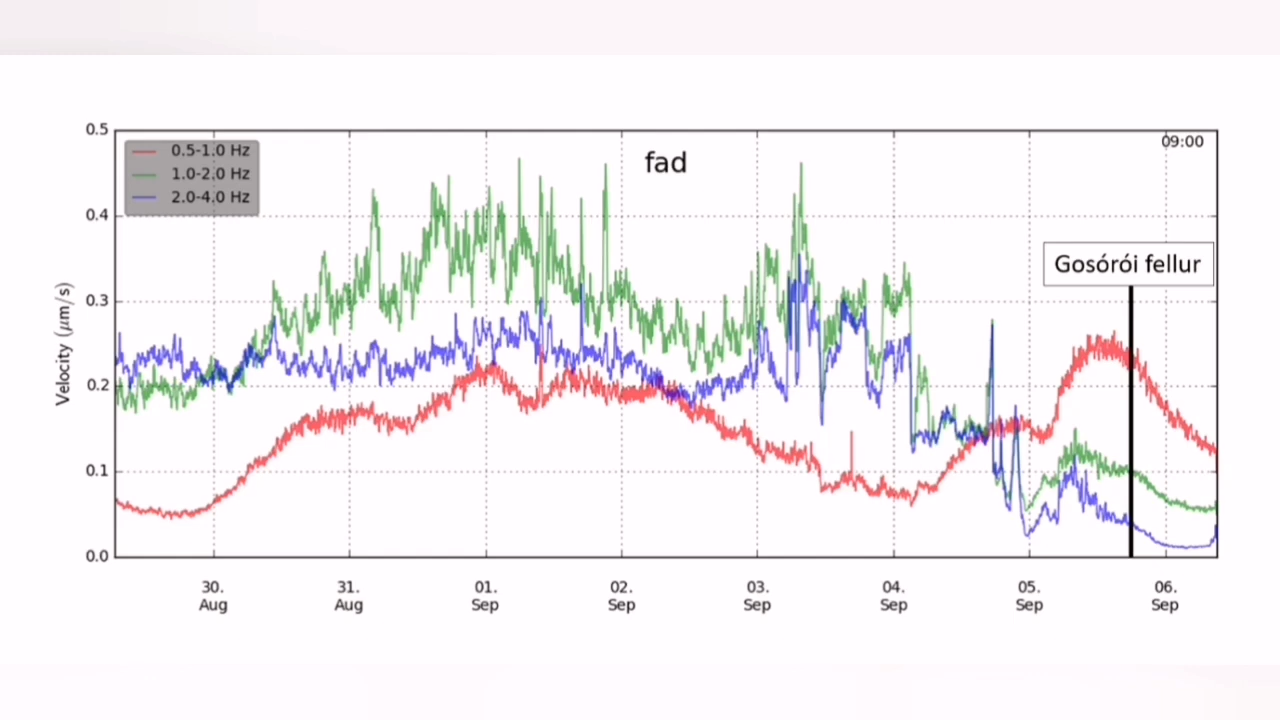 0.5
0.4
0.3
0.2
0.1
0.0
Velocity (μm/s)
0.5-1.0 Hz
1.0-2.0 Hz
2.0-4.0 Hz
fad
09:00
Gosórói fellur
30. Aug
31. Aug
01. Sep
02. Sep
03. Sep
04. Sep
05. Sep
06. Sep